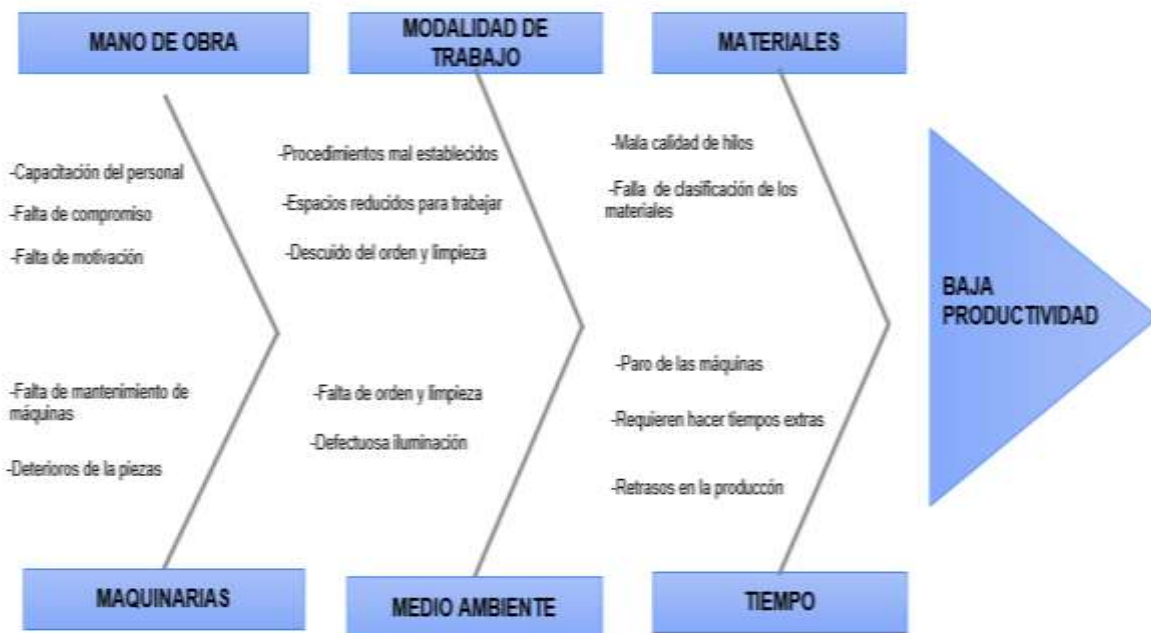 MANO DE OBRA
MODALIDAD DE
TRABAJO
MATERIALES
-Capacitación del personal
-Falta de compromiso
-Falta de motivación
-Procedimientos mal establecidos
-Espacios reducidos para trabajar
-Descuido del orden y limpieza
-Mala calidad de hilos
-Falla de clasificación de los
materiales
BAJA
PRODUCTIVIDAD
-Falta de mantenimiento de
máquinas
-Deterioros de la piezas
-Falta de orden y limpieza
-Defectuosa iluminación
-Paro de las máquinas
-Requieren hacer tiempos extras
-Retrasos en la produccón
MAQUINARIAS
MEDIO AMBIENTE
TIEMPO